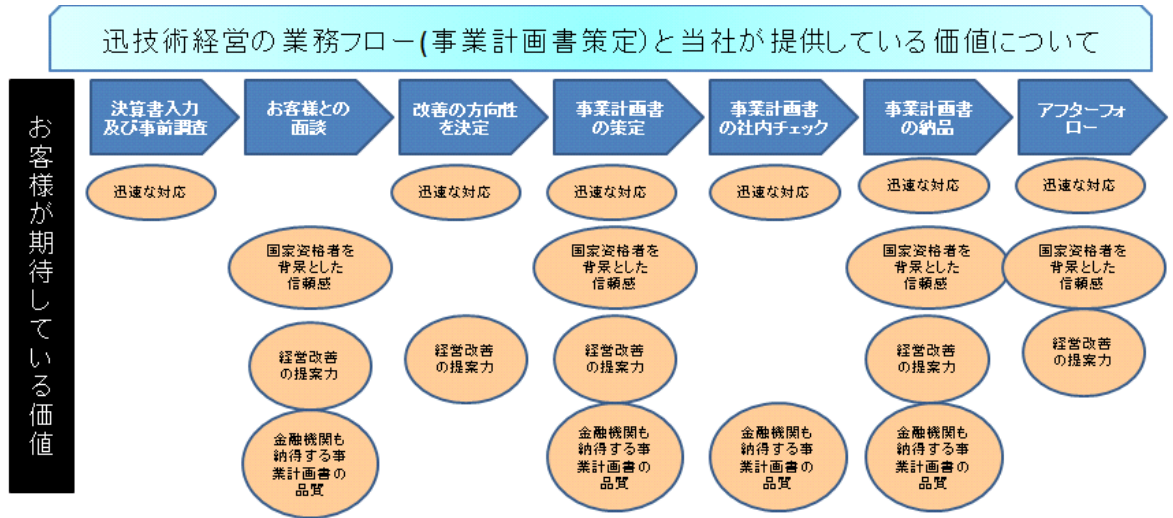 迅技術経営の業務フロー(事業計画書策定)と当社が提供している価値について
お客様が期待している価値
決算書入力
及び事前調査
お客様との
面談
改善の方向性
を決定
事業計画書
の策定
事業計画書
の社内チェック
事業計画書
の納品
アフターフォ
ロー
迅速な対応
迅速な対応
迅速な対応
迅速な対応
迅速な対応
迅速な対応
国家資格者を
背景とした
信頼感
国家資格者を
背景とした
信頼感
国家資格者を
背景とした
信頼感
国家資格者を
背景とした
信頼感
経営改善
の提案力
経営改善
の提案力
経営改善
の提案力
経営改善
の提案力
経営改善
の提案力
金融機関も
納得する事
業計画書の
品質
金融機関も
納得する事
業計画書の
品質
金融機関も
納得する事
業計画書の
品質
金融機関も
納得する事
業計画書の
品質